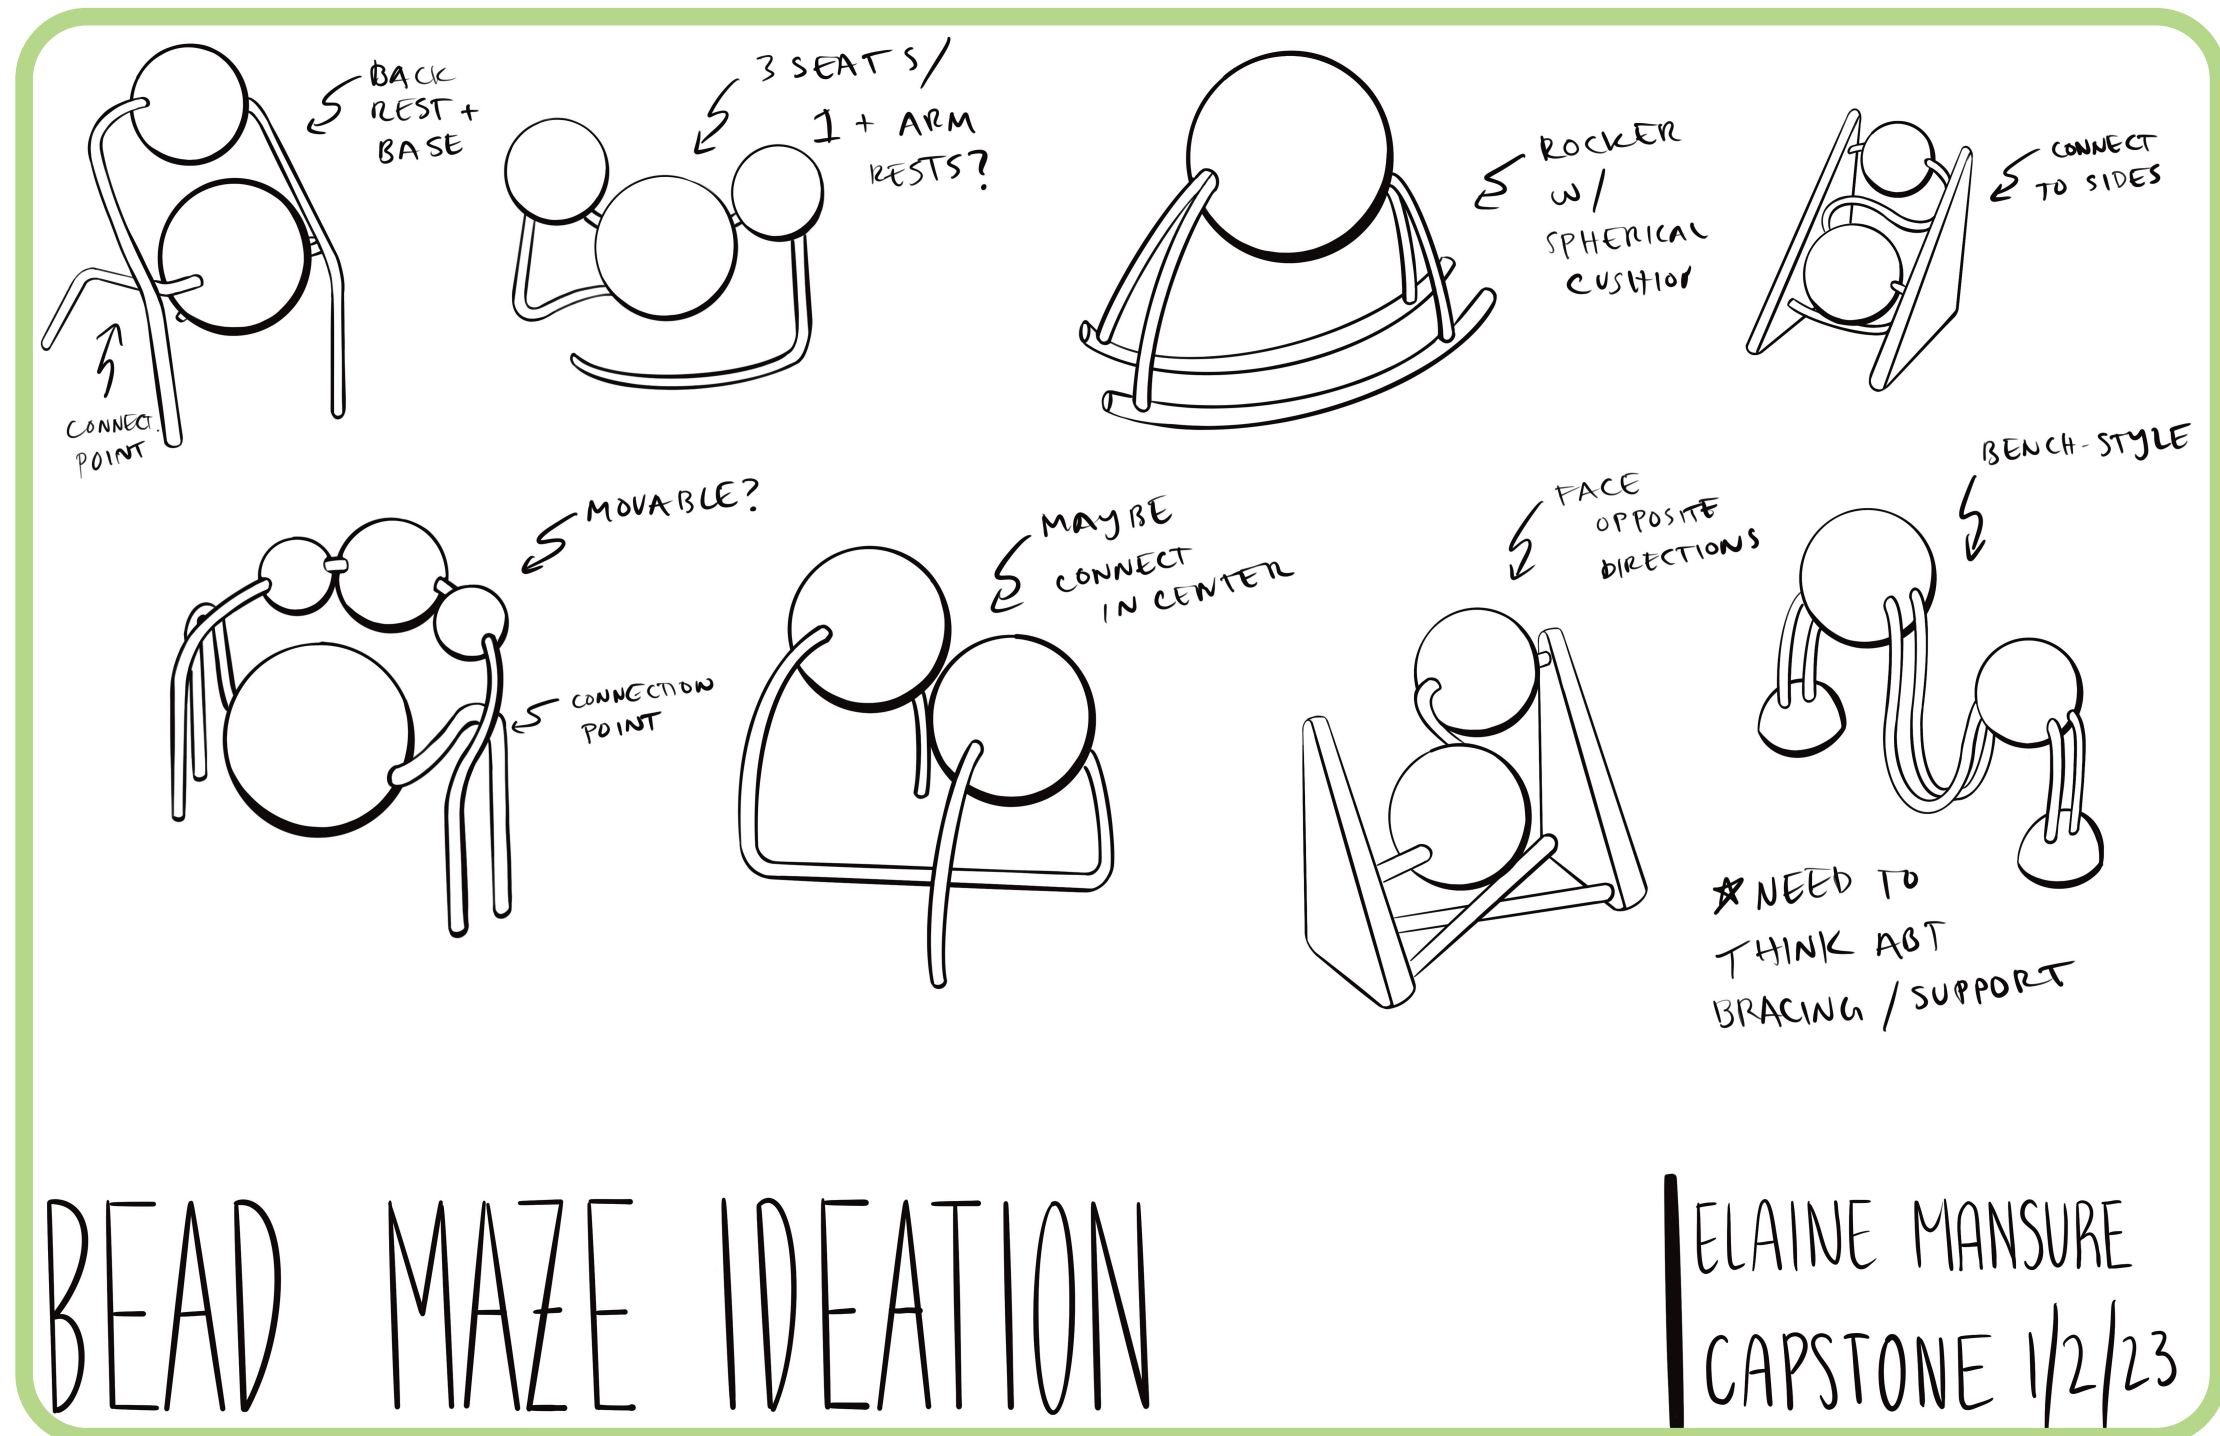 BACK
REST +
BASE
CONNECT.
POINT
3 SEATS/
1 + ARM
RESTS?
ROCKER
W/
SPHERICAL
CUSHION
CONNECT
TO SIDES
MOVABLE?
CONNECTION
POINT
MAYBE
CONNECT
IN CENTER
FACE
OPPOSITE
DIRECTIONS
BENCH-STYLE
☆ NEED TO
THINK ABT
BRACING / SUPPORT
BEAD MAZE IDEATION
ELAINE MANSURE
CAPSTONE 1/2/23